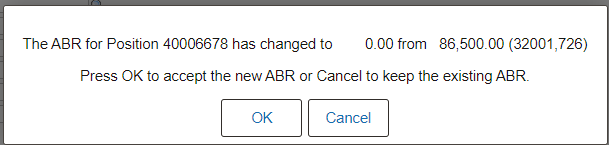 The ABR for Position 40006678 has changed to 0.00 from 86,500.00 (32001,726)
Press OK to accept the new ABR or Cancel to keep the existing ABR.
OK Cancel